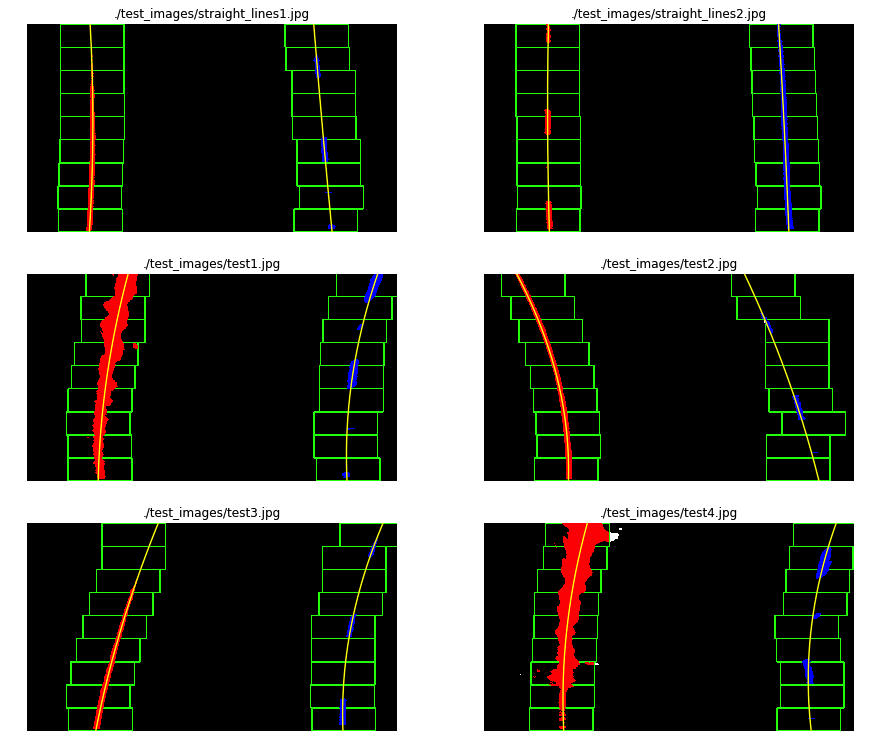 ./test_images/straight_lines1.jpg
./test_images/straight_lines2.jpg
./test_images/test1.jpg
./test_images/test2.jpg
./test_images/test3.jpg
./test_images/test4.jpg